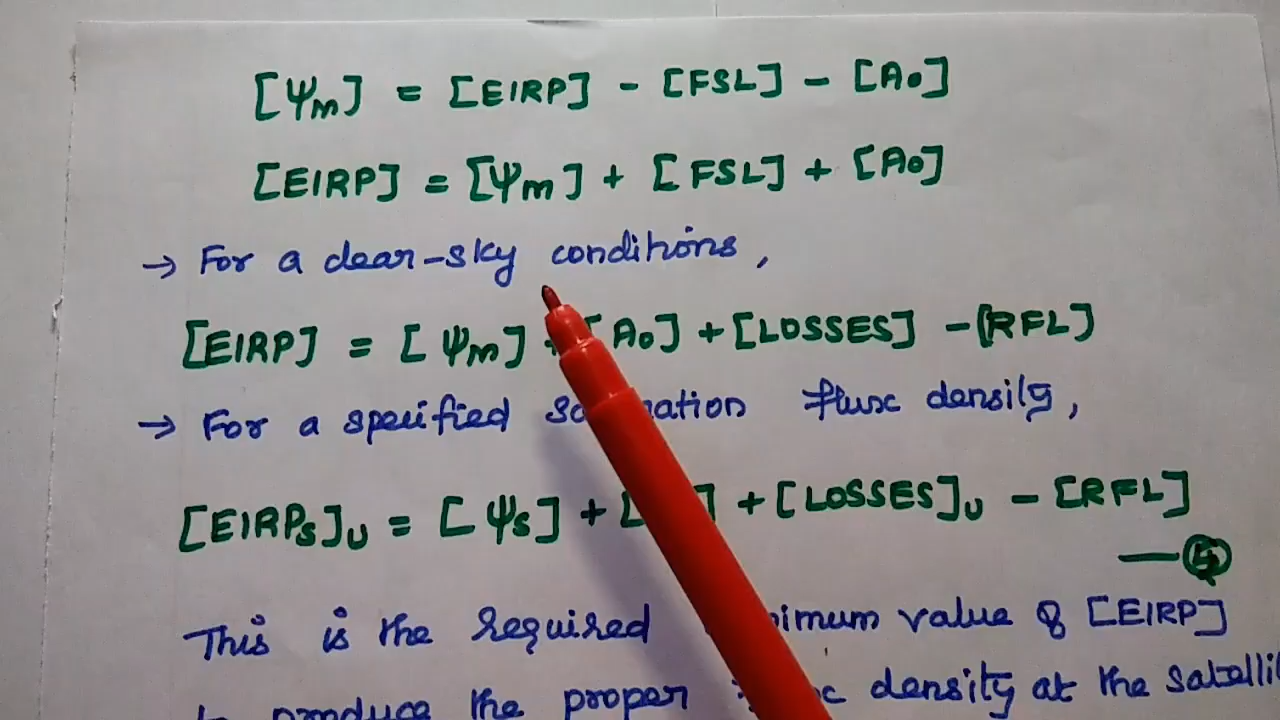 [Ψm] = [EIRP] - [FSL] - [A0]
[EIRP] = [Ψm] + [FSL] + [A0]
→ For a clear-sky conditions,
[EIRP] = [Ψm] + [A0] + [LOSSES] - [RFL]
→ For a specified flux density,
[EIRPs]U = [Ψs] + [ ] + [LOSSES]U - [RFL]
This is the required value of [EIRP]
produce the proper density at the